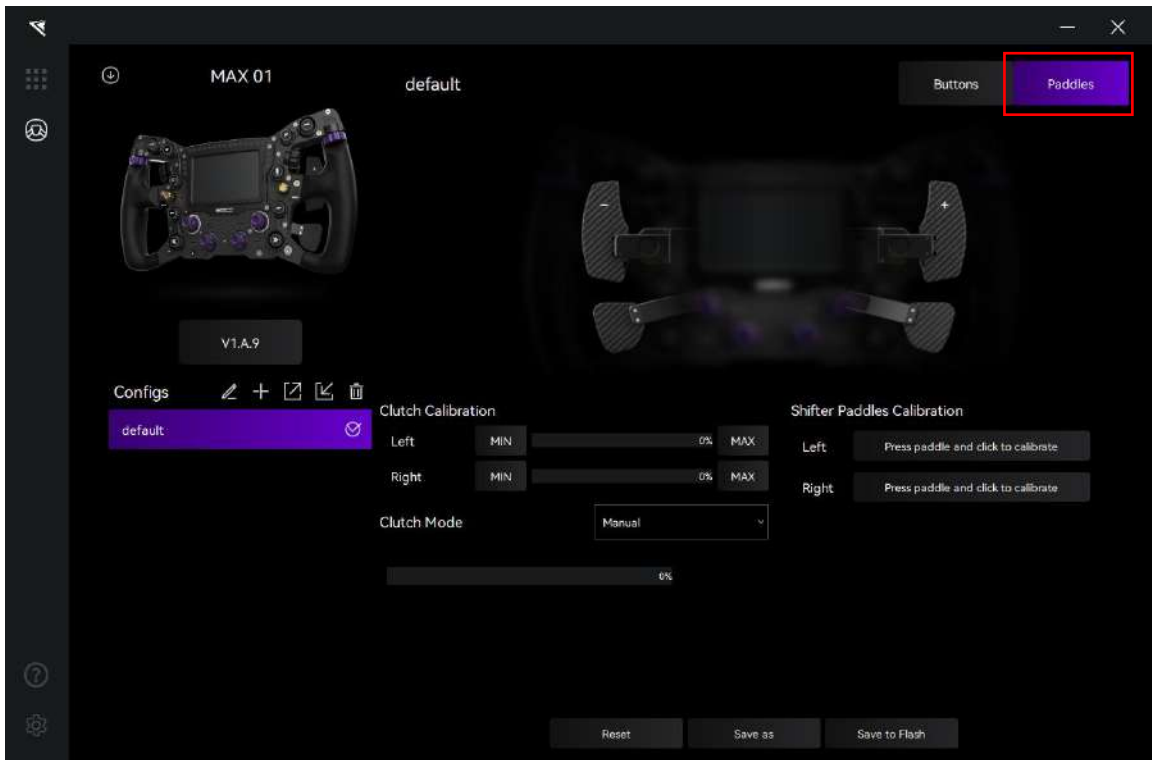 MAX 01
default
Buttons
Paddles
-
+
V1.A.9
Configs
default
Clutch Calibration
Left MIN 0% MAX
Right MIN 0% MAX
Clutch Mode Manual
0%
Shifter Paddles Calibration
Left Press paddle and click to calibrate
Right Press paddle and click to calibrate
Reset Save as Save to Flash